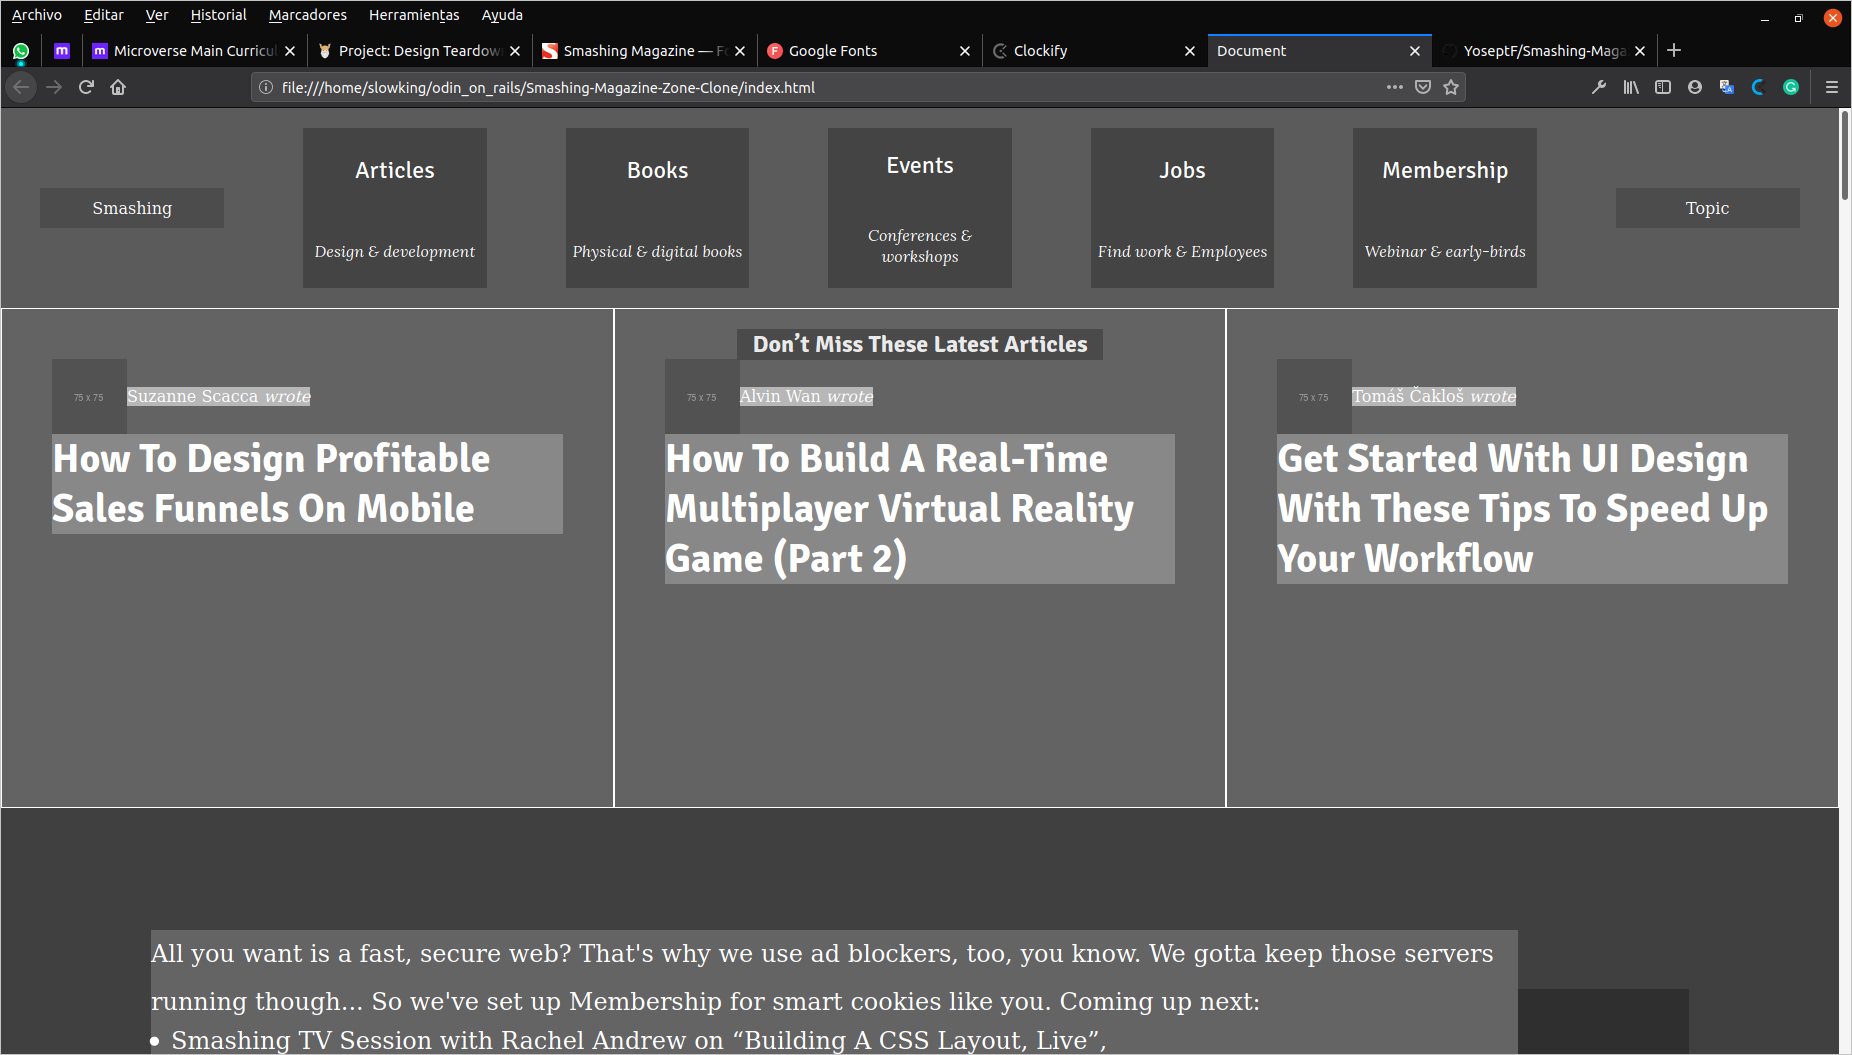 Archivo Editar Ver Historial Marcadores Herramientas Ayuda
m m Microverse Main Curricul Project: Design Teardow Smashing Magazine — Fo Google Fonts Clockify Document YoseptF/Smashing-Maga
file:///home/slowking/odin_on_rails/Smashing-Magazine-Zone-Clone/index.html
Smashing
Articles
Design & development
Books
Physical & digital books
Events
Conferences &
workshops
Jobs
Find work & Employees
Membership
Webinar & early-birds
Topic
Don’t Miss These Latest Articles
75 x 75
Suzanne Scacca wrote
How To Design Profitable
Sales Funnels On Mobile
75 x 75
Alvin Wan wrote
How To Build A Real-Time
Multiplayer Virtual Reality
Game (Part 2)
75 x 75
Tomáš Čakloš wrote
Get Started With UI Design
With These Tips To Speed Up
Your Workflow
All you want is a fast, secure web? That's why we use ad blockers, too, you know. We gotta keep those servers
running though... So we've set up Membership for smart cookies like you. Coming up next:
• Smashing TV Session with Rachel Andrew on “Building A CSS Layout, Live”,